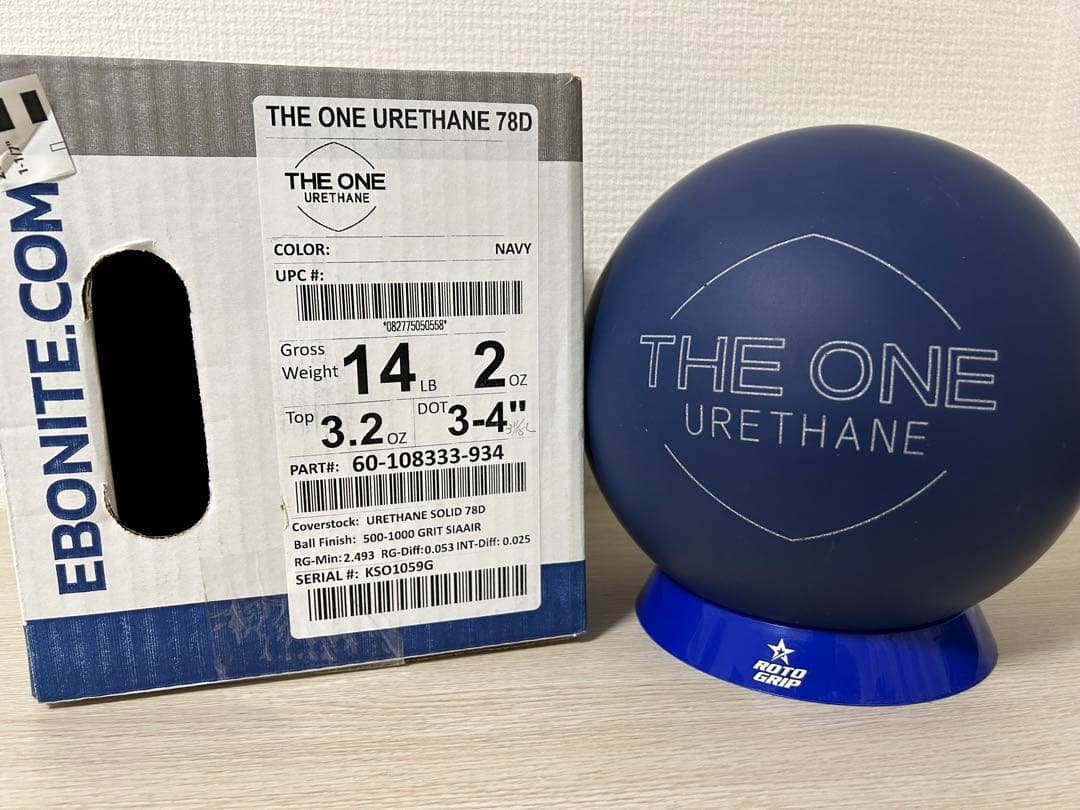 1-1/7"
EBONITE.COM
THE ONE URETHANE 78D
THE ONE
URETHANE
COLOR: NAVY
UPC #:
*082775050558*
Gross Weight 14 LB 2 OZ
Top 3.2 OZ DOT 3-4"
PART#: 60-108333-934
Coverstock: URETHANE SOLID 78D
Ball Finish: 500-1000 GRIT SIAAIR
RG-Min: 2.493 RG-Diff: 0.053 INT-Diff: 0.025
SERIAL #: KSO1059G
THE ONE
URETHANE
ROTO
GRIP